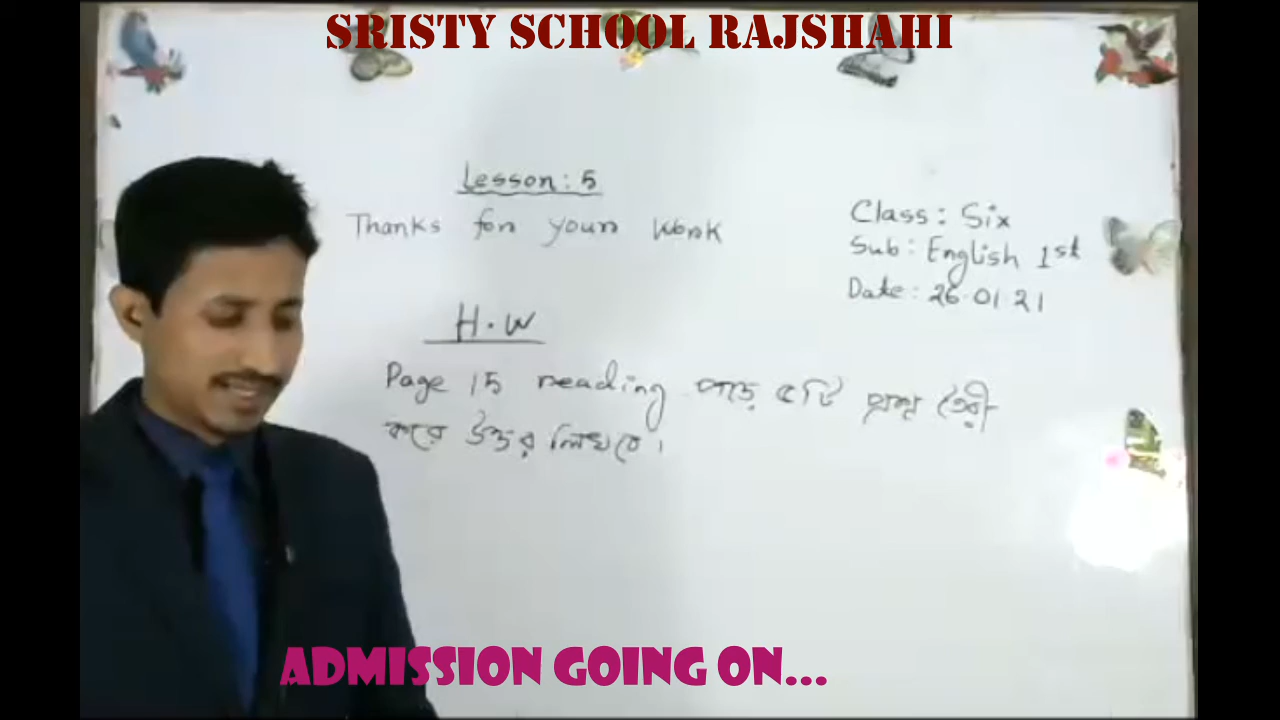 SRISTY SCHOOL RAJSHAHI
Lesson: 5
Thanks for your work
Class: Six
Sub: English 1st
Date: 26.01.21
H.W
Page 15 reading পড়ে ৫টি প্রশ্ন তৈরী
করে উত্তর লিখবে।
ADMISSION GOING ON...